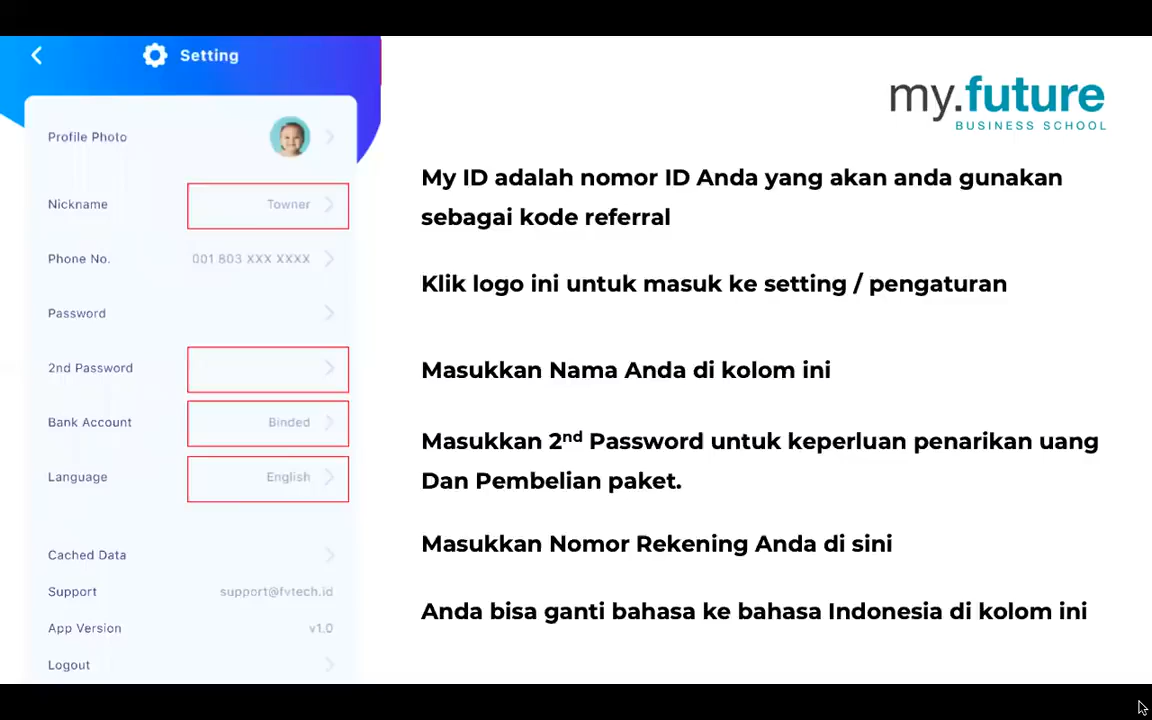 Setting
Profile Photo
Nickname Towner
Phone No. 001 803 XXX XXXX
Password
2nd Password
Bank Account Binded
Language English
Cached Data
Support support@fvtech.id
App Version v1.0
Logout
my.future
BUSINESS SCHOOL
My ID adalah nomor ID Anda yang akan anda gunakan
sebagai kode referral
Klik logo ini untuk masuk ke setting / pengaturan
Masukkan Nama Anda di kolom ini
Masukkan 2nd Password untuk keperluan penarikan uang
Dan Pembelian paket.
Masukkan Nomor Rekening Anda di sini
Anda bisa ganti bahasa ke bahasa Indonesia di kolom ini